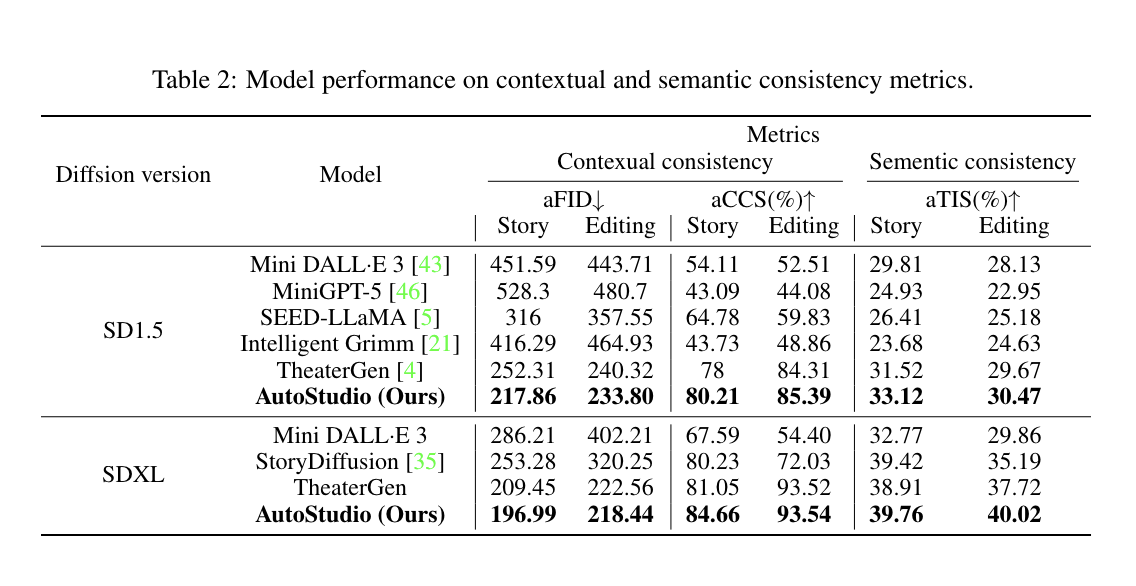 Table 2: Model performance on contextual and semantic consistency metrics.
Metrics
Diffsion version Model Contexual consistency Sementic consistency
aFID↓ aCCS(%)↑ aTIS(%)↑
Story Editing Story Editing Story Editing
SD1.5
Mini DALL·E 3 [43] 451.59 443.71 54.11 52.51 29.81 28.13
MiniGPT-5 [46] 528.3 480.7 43.09 44.08 24.93 22.95
SEED-LLaMA [5] 316 357.55 64.78 59.83 26.41 25.18
Intelligent Grimm [21] 416.29 464.93 43.73 48.86 23.68 24.63
TheaterGen [4] 252.31 240.32 78 84.31 31.52 29.67
AutoStudio (Ours) 217.86 233.80 80.21 85.39 33.12 30.47
SDXL
Mini DALL·E 3 286.21 402.21 67.59 54.40 32.77 29.86
StoryDiffusion [35] 253.28 320.25 80.23 72.03 39.42 35.19
TheaterGen 209.45 222.56 81.05 93.52 38.91 37.72
AutoStudio (Ours) 196.99 218.44 84.66 93.54 39.76 40.02